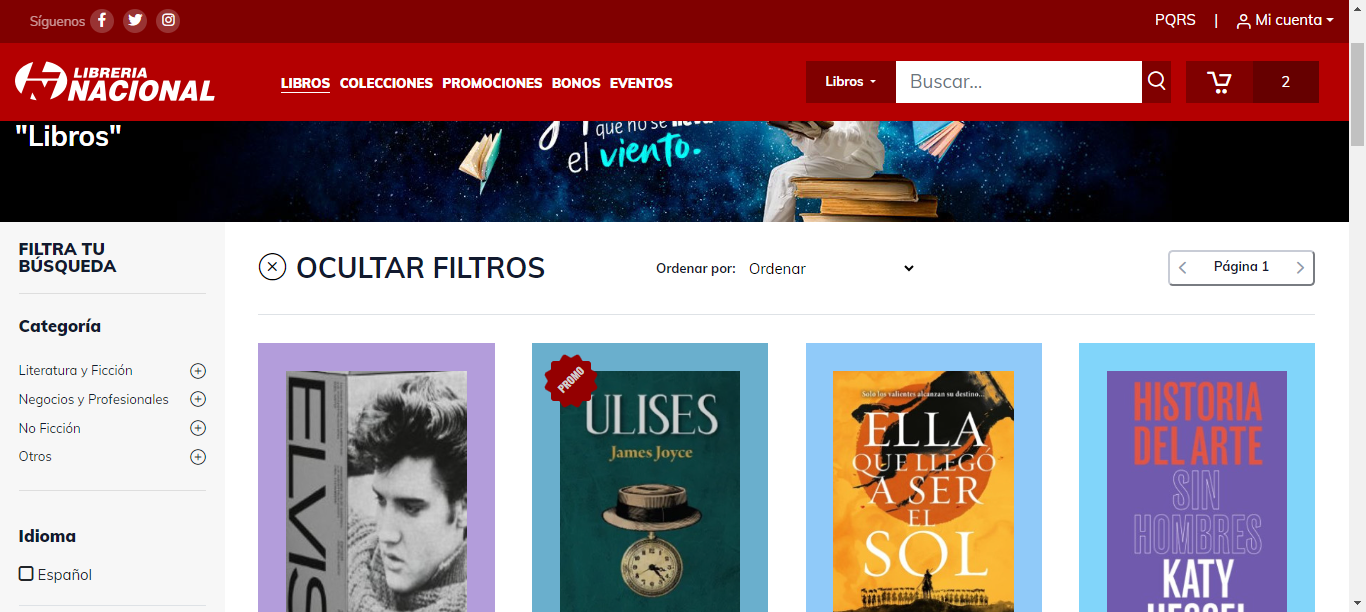 Síguenos
PQRS | Mi cuenta
LIBRERIA
NACIONAL
LIBROS COLECCIONES PROMOCIONES BONOS EVENTOS
Libros
Buscar...
2
"Libros"
que no se lleva
el viento.
FILTRA TU
BÚSQUEDA
OCULTAR FILTROS
Ordenar por: Ordenar
Página 1
Categoría
Literatura y Ficción
Negocios y Profesionales
No Ficción
Otros
Idioma
Español
ELVIS
PROMO
ULISES
James Joyce
Solo los valientes alcanzan su destino...
ELLA
QUE LLEGÓ
A SER
EL
SOL
HISTORIA
DEL ARTE
SIN
HOMBRES
KATY
HESSEL